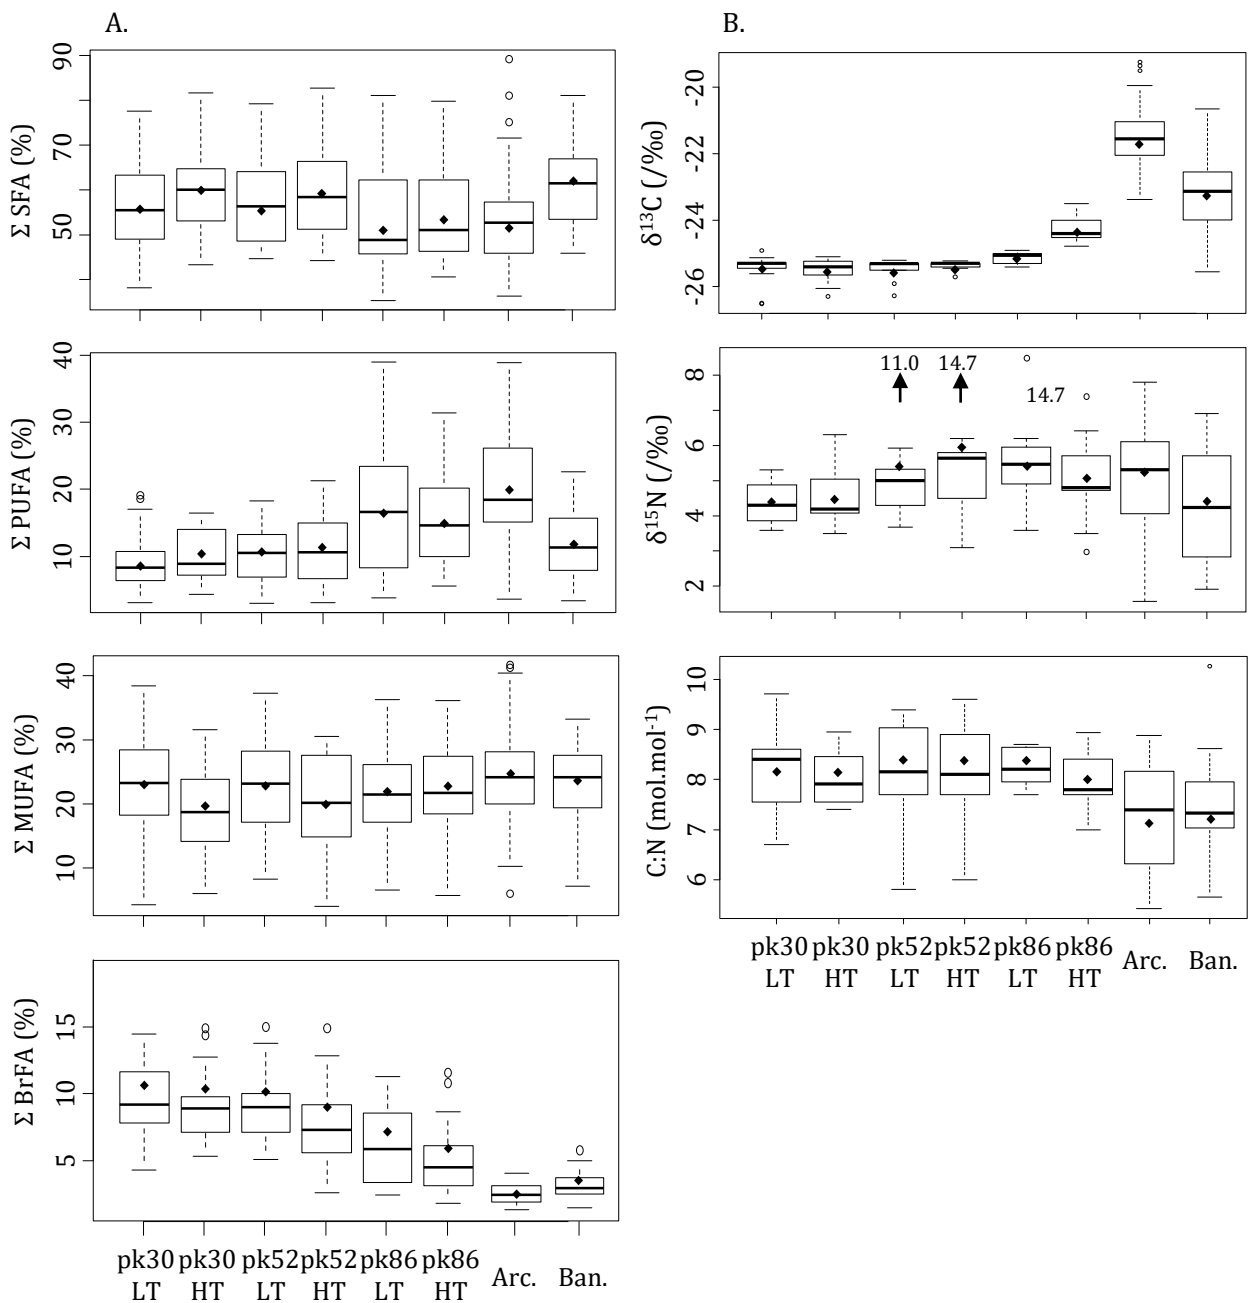 A.
Σ SFA (%)
90
70
50
Σ PUFA (%)
40
30
20
10
Σ MUFA (%)
40
30
20
10
Σ BrFA (%)
15
10
5
pk30 pk30 pk52 pk52 pk86 pk86 Arc. Ban.
LT HT LT HT LT HT
B.
δ13C (/‰)
-20
-22
-24
-26
δ15N (/‰)
8
6
4
2
11.0 14.7
14.7
C:N (mol.mol-1)
10
9
8
7
6
pk30 pk30 pk52 pk52 pk86 pk86 Arc. Ban.
LT HT LT HT LT HT